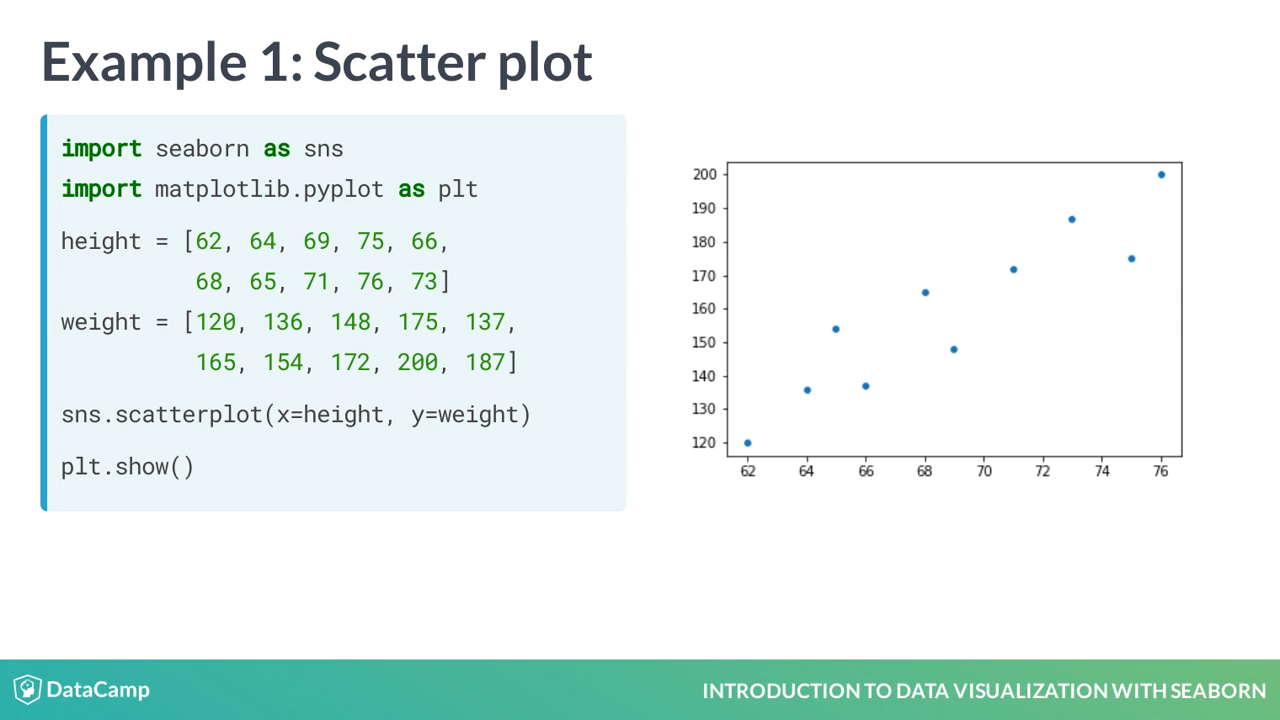 Example 1: Scatter plot
import seaborn as sns
import matplotlib.pyplot as plt
height = [62, 64, 69, 75, 66,
68, 65, 71, 76, 73]
weight = [120, 136, 148, 175, 137,
165, 154, 172, 200, 187]
sns.scatterplot(x=height, y=weight)
plt.show()
200
190
180
170
160
150
140
130
120
62 64 66 68 70 72 74 76
DataCamp
INTRODUCTION TO DATA VISUALIZATION WITH SEABORN